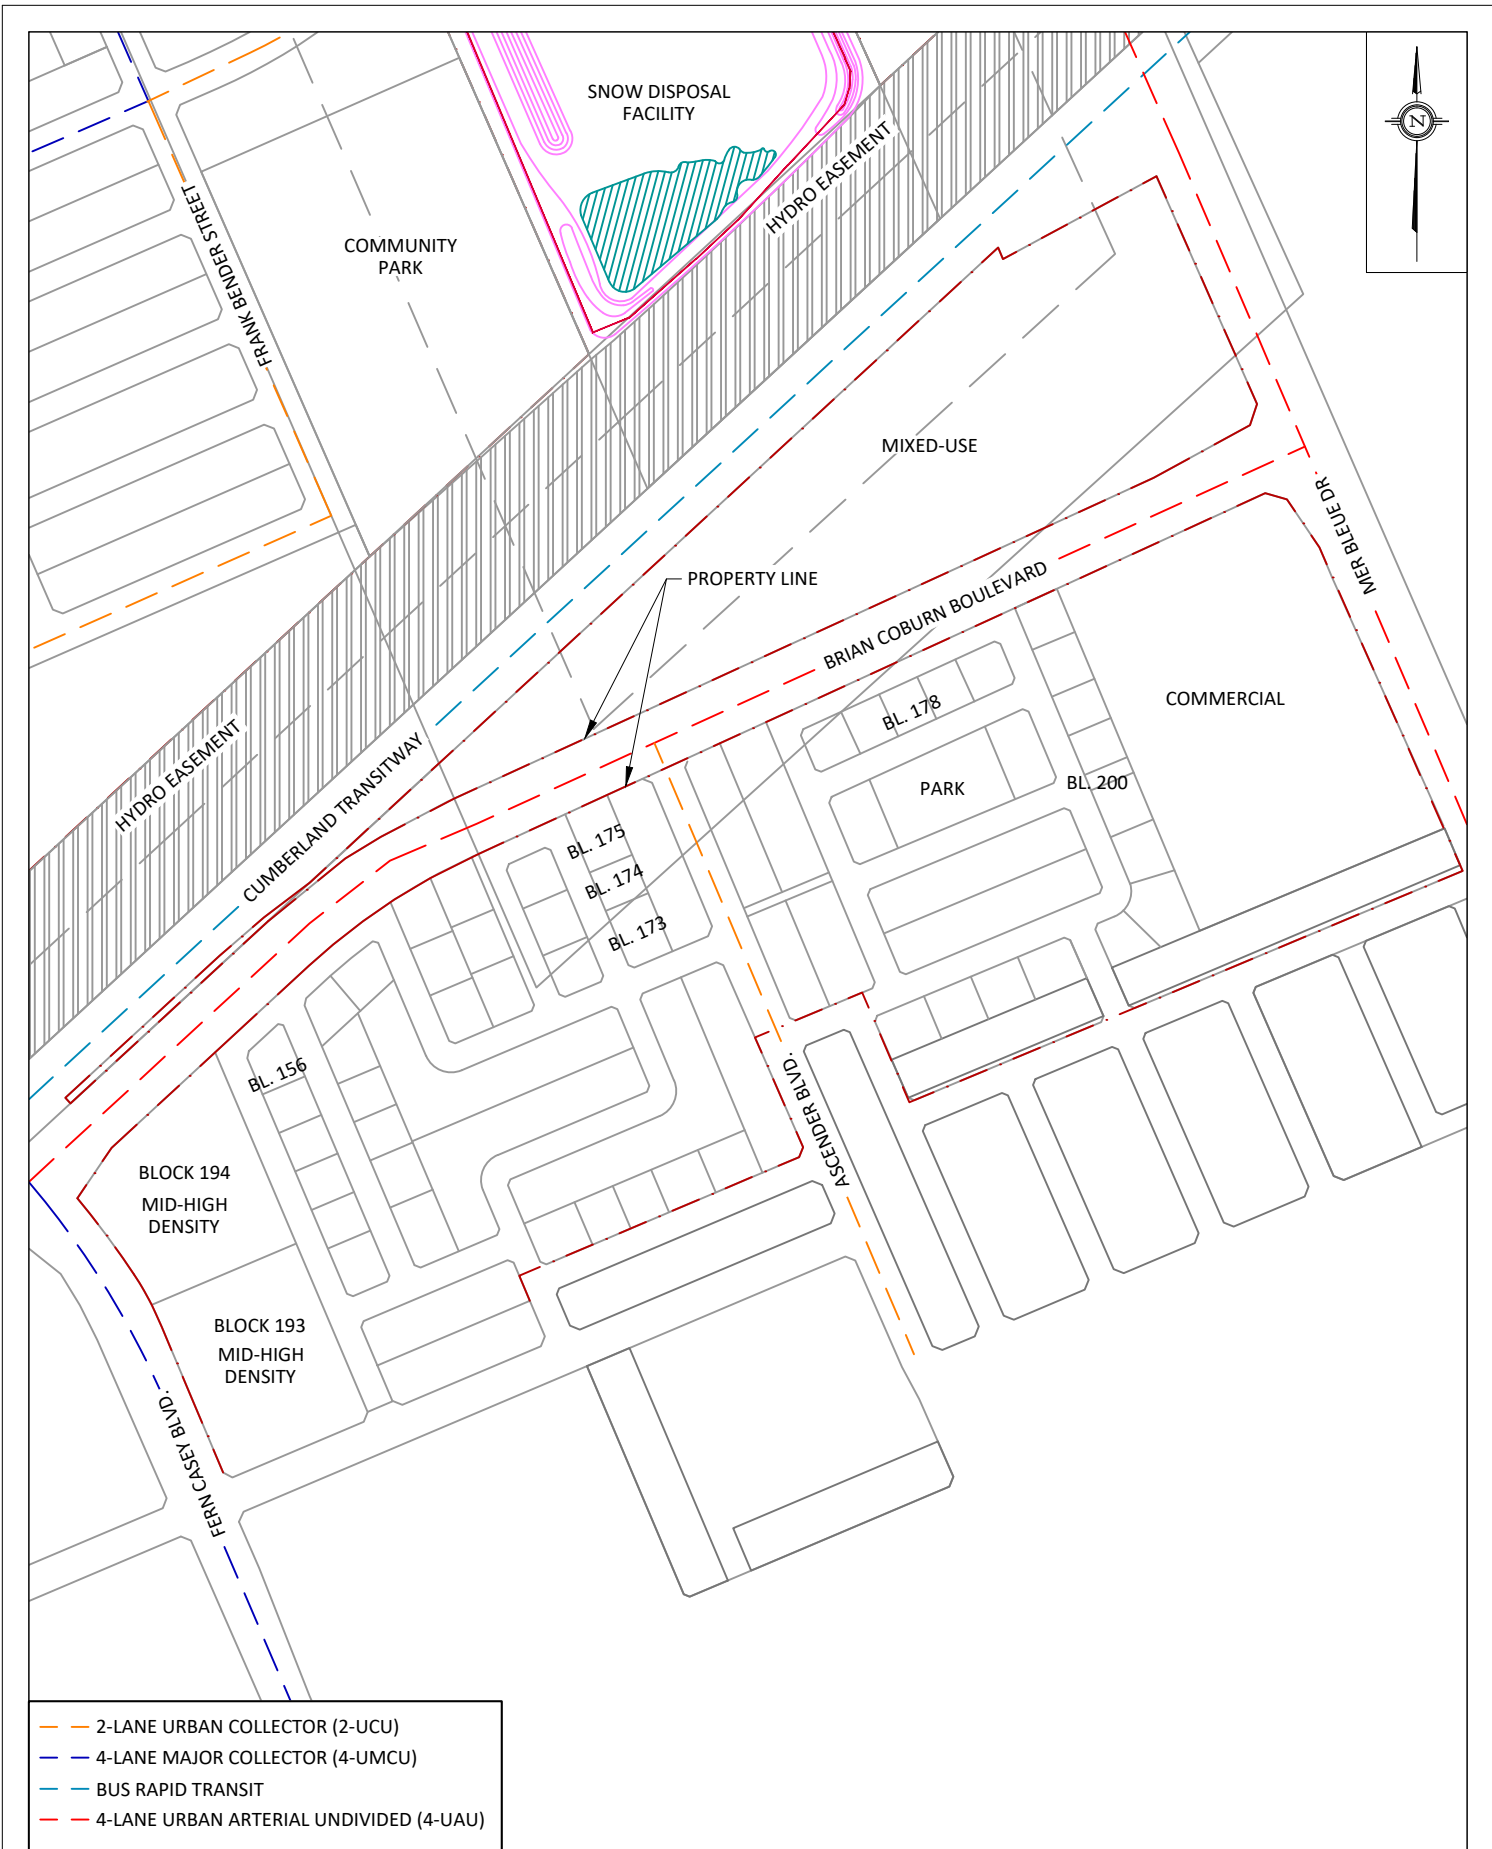 SNOW DISPOSAL
FACILITY
N
HYDRO EASEMENT
FRANK BENDER STREET
COMMUNITY
PARK
MIXED-USE
MER BLEUE DR.
PROPERTY LINE
BRIAN COBURN BOULEVARD
COMMERCIAL
BL. 178
HYDRO EASEMENT
CUMBERLAND TRANSITWAY
PARK
BL. 200
BL. 175
BL. 174
BL. 173
BL. 156
ASCENDER BLVD.
BLOCK 194
MID-HIGH
DENSITY
BLOCK 193
MID-HIGH
DENSITY
FERN CASEY BLVD.
2-LANE URBAN COLLECTOR (2-UCU)
4-LANE MAJOR COLLECTOR (4-UMCU)
BUS RAPID TRANSIT
4-LANE URBAN ARTERIAL UNDIVIDED (4-UAU)